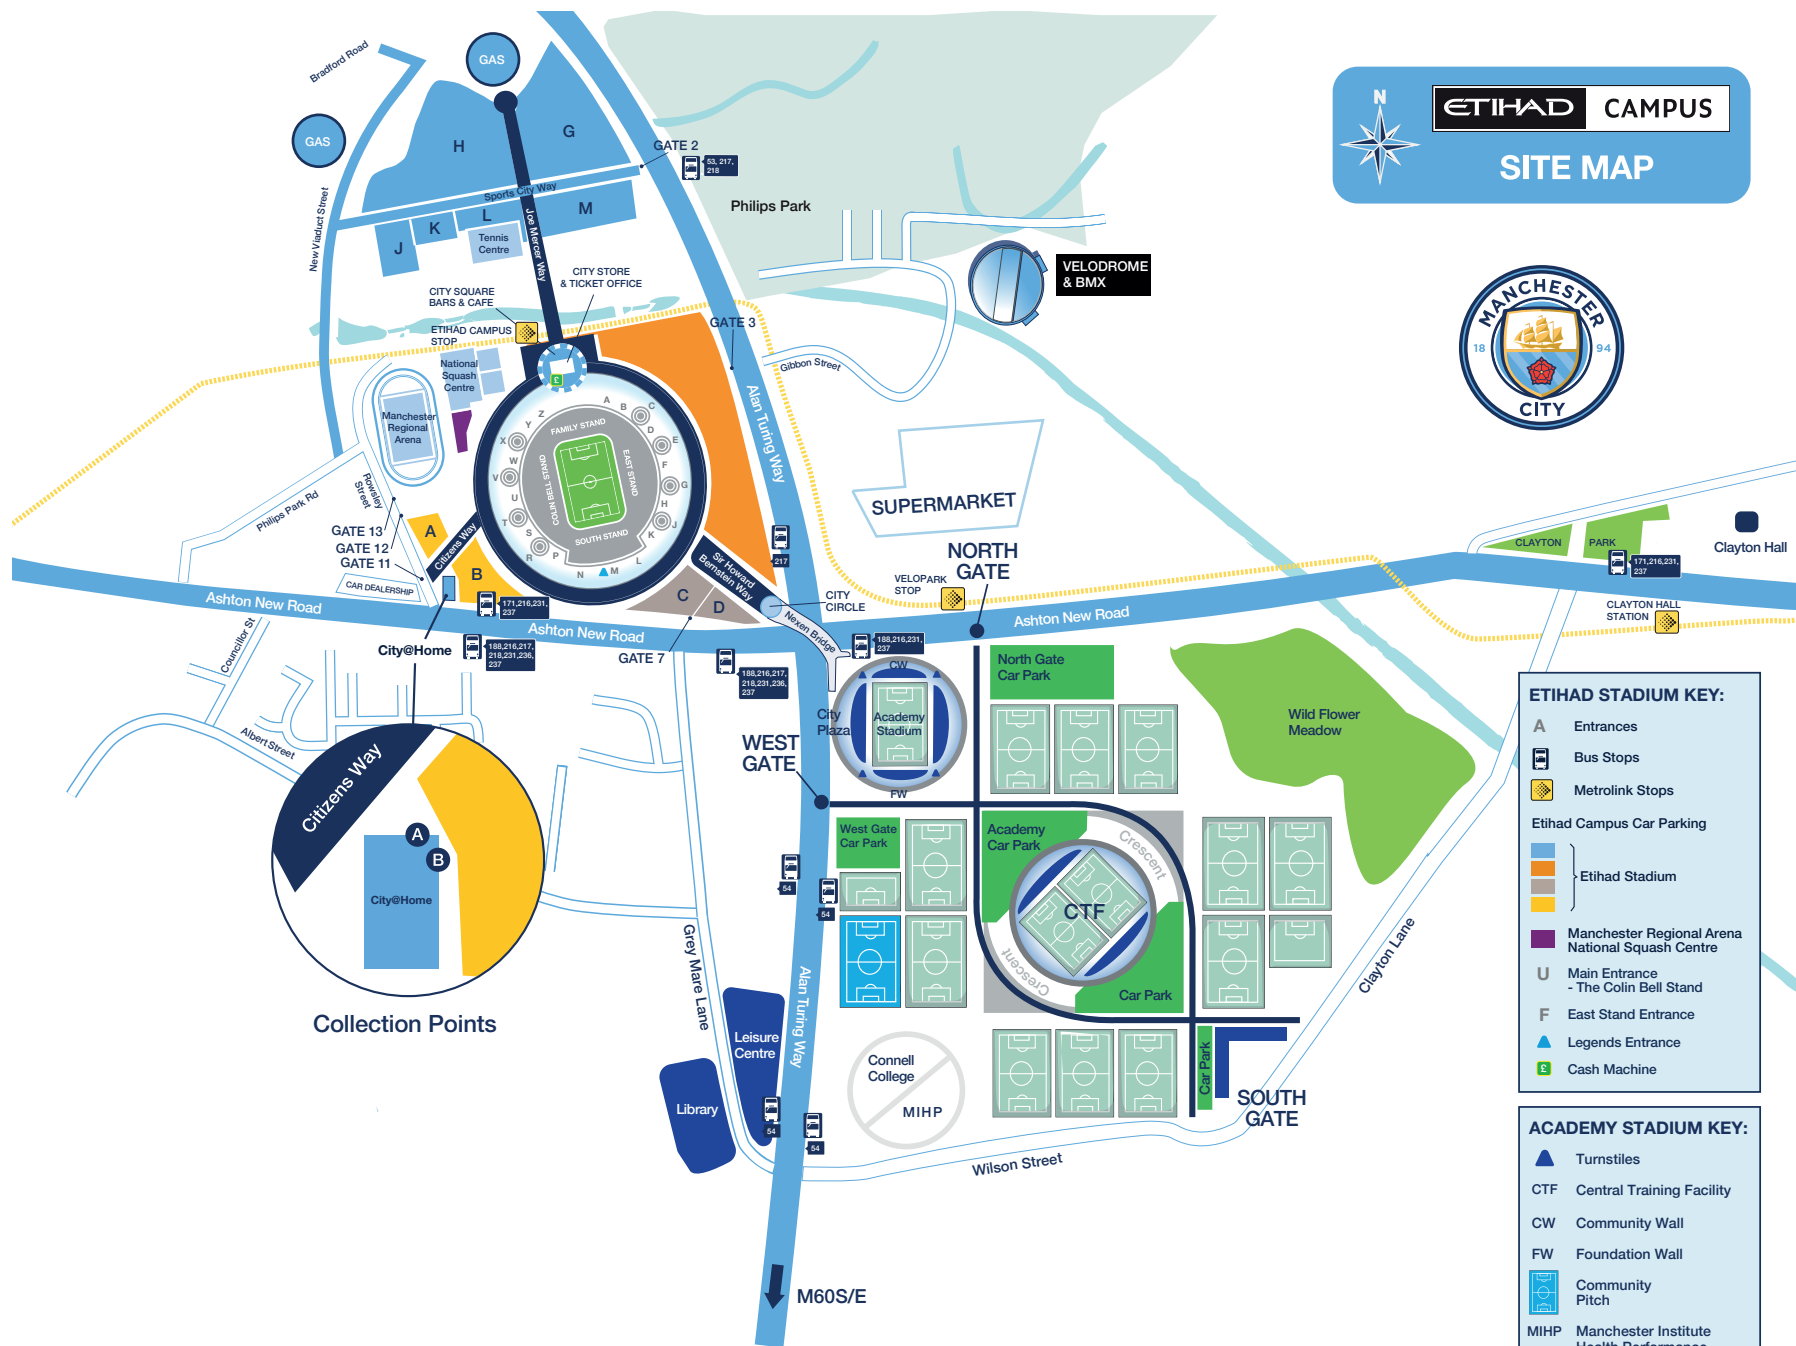 Bradford Road
GAS
GAS
H
G
GATE 2
53, 217,
218
Sports City Way
Joe Mercer Way
New Viaduct Street
J
K
L
M
Tennis
Centre
Philips Park
N
ETIHAD CAMPUS
SITE MAP
VELODROME
& BMX
MANCHESTER
18 94
CITY
CITY STORE
& TICKET OFFICE
CITY SQUARE
BARS & CAFE
ETIHAD CAMPUS
STOP
GATE 3
Gibbon Street
Alan Turing Way
National
Squash
Centre
Manchester
Regional
Arena
£
A
B
C
D
E
F
G
H
J
K
L
M
N
P
R
S
T
U
V
W
X
Y
Z
FAMILY STAND
EAST STAND
SOUTH STAND
COLIN BELL STAND
SUPERMARKET
Rowsley
Street
Philips Park Rd
GATE 13
GATE 12
GATE 11
CAR DEALERSHIP
A
Citizens Way
B
171,216,231,
237
Sir Howard
Bernstein Way
217
C
D
CITY
CIRCLE
Nexen Bridge
VELOPARK
STOP
NORTH
GATE
CLAYTON
PARK
171,216,231,
237
Clayton Hall
CLAYTON HALL
STATION
Ashton New Road
Ashton New Road
Ashton New Road
Councillor St
City@Home
188,216,217,
218,231,236,
237
GATE 7
188,216,217,
218,231,236,
237
188,216,231,
237
CW
City
Plaza
Academy
Stadium
FW
North Gate
Car Park
Wild Flower
Meadow
Albert Street
WEST
GATE
Citizens Way
A
B
City@Home
Collection Points
West Gate
Car Park
Academy
Car Park
Crescent
CTF
Crescent
Car Park
54
54
Grey Mare Lane
Alan Turing Way
Leisure
Centre
Library
54
54
Connell
College
MIHP
Car Park
SOUTH
GATE
Clayton Lane
Wilson Street
M60S/E
ETIHAD STADIUM KEY:
A Entrances
Bus Stops
Metrolink Stops
Etihad Campus Car Parking
Etihad Stadium
Manchester Regional Arena
National Squash Centre
U Main Entrance
- The Colin Bell Stand
F East Stand Entrance
Legends Entrance
£ Cash Machine
ACADEMY STADIUM KEY:
Turnstiles
CTF Central Training Facility
CW Community Wall
FW Foundation Wall
Community
Pitch
MIHP Manchester Institute
Health Performance